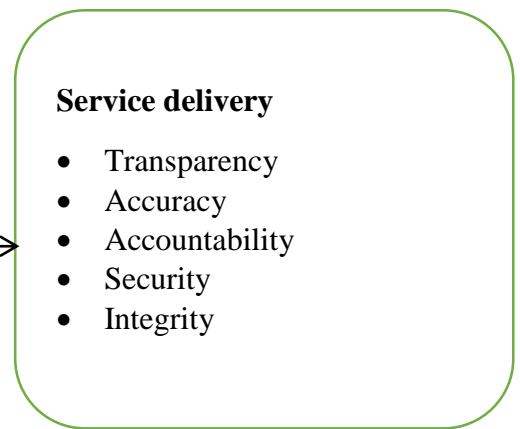 Service delivery
• Transparency
• Accuracy
• Accountability
• Security
• Integrity